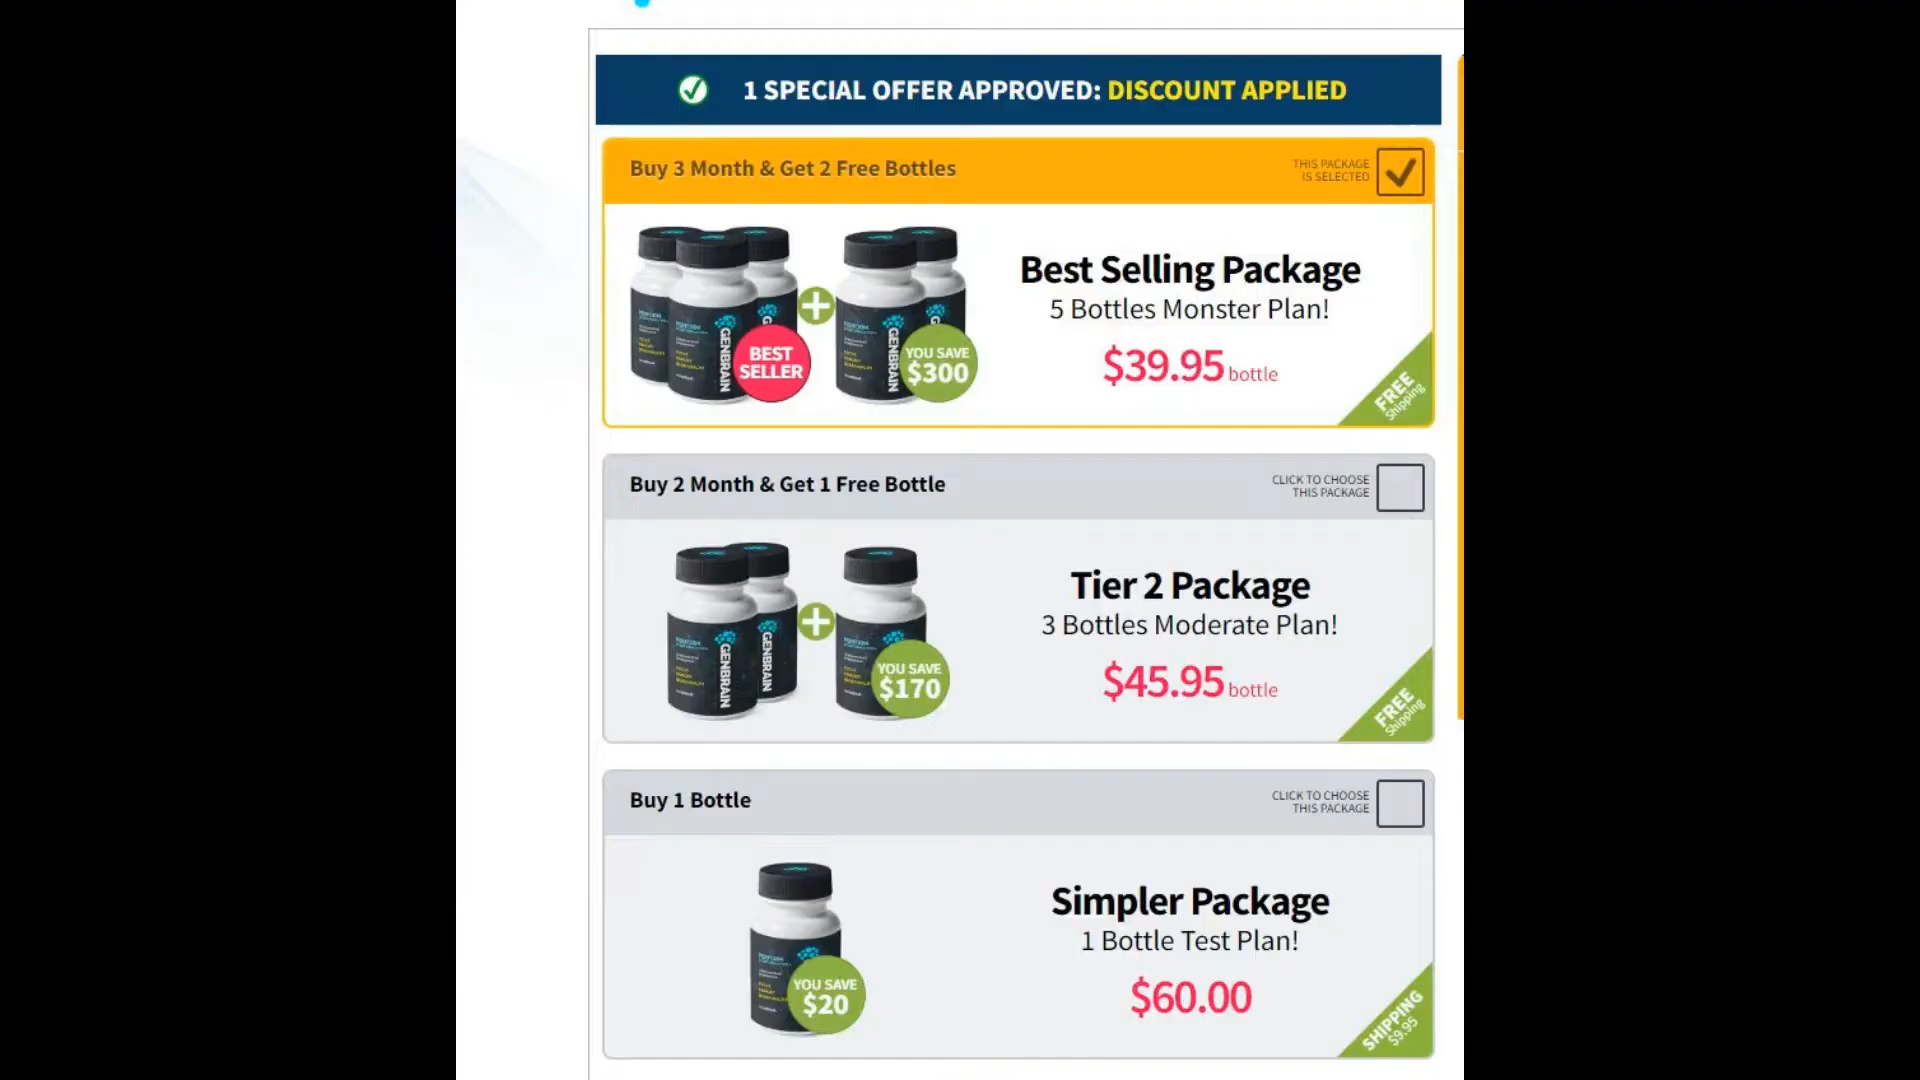 1 SPECIAL OFFER APPROVED: DISCOUNT APPLIED
Buy 3 Month & Get 2 Free Bottles
THIS PACKAGE
IS SELECTED
GENBRAIN
BEST
SELLER
GENBRAIN
YOU SAVE
$300
Best Selling Package
5 Bottles Monster Plan!
$39.95 bottle
FREE
Shipping
Buy 2 Month & Get 1 Free Bottle
CLICK TO CHOOSE
THIS PACKAGE
GENBRAIN
GENBRAIN
YOU SAVE
$170
Tier 2 Package
3 Bottles Moderate Plan!
$45.95 bottle
FREE
Shipping
Buy 1 Bottle
CLICK TO CHOOSE
THIS PACKAGE
YOU SAVE
$20
Simpler Package
1 Bottle Test Plan!
$60.00
SHIPPING
$9.95